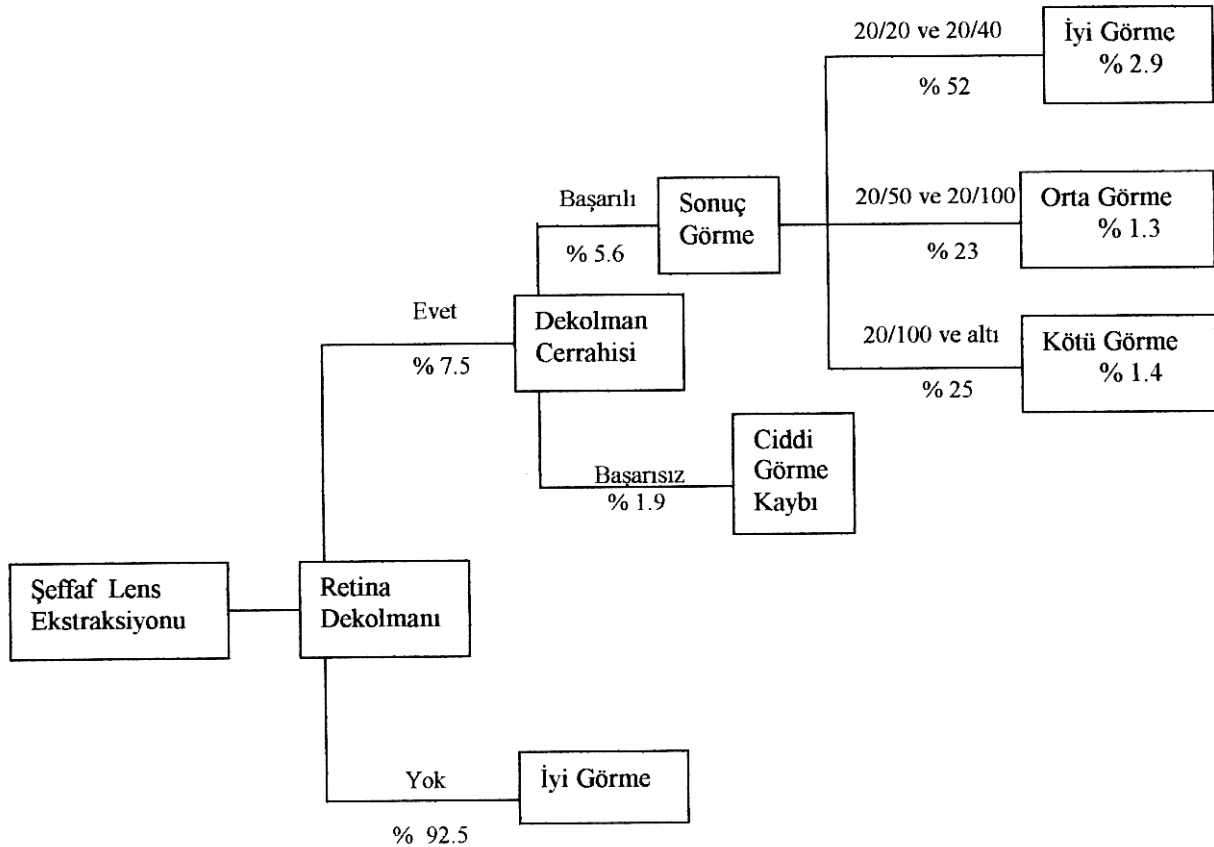 20/20 ve 20/40
% 52
İyi Görme
% 2.9
Başarılı
% 5.6
Sonuç
Görme
20/50 ve 20/100
% 23
Orta Görme
% 1.3
Evet
% 7.5
Dekolman
Cerrahisi
20/100 ve altı
% 25
Kötü Görme
% 1.4
Başarısız
% 1.9
Ciddi
Görme
Kaybı
Şeffaf Lens
Ekstraksiyonu
Retina
Dekolmanı
Yok
% 92.5
İyi Görme